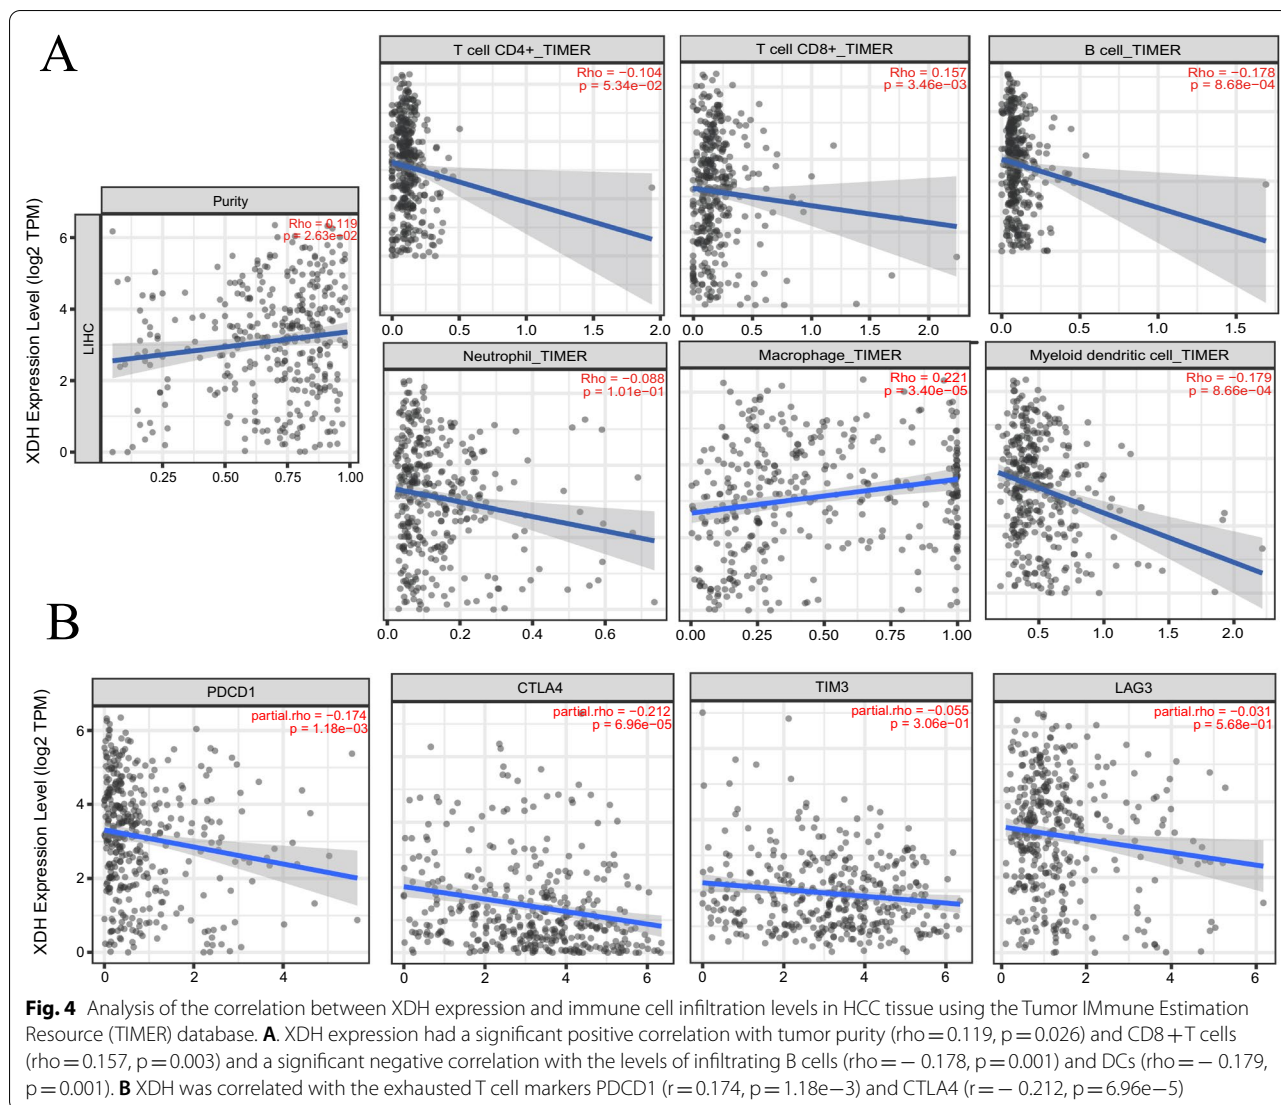 A
T cell CD4+_TIMER
Rho = −0.104
p = 5.34e−02
0.0 0.5 1.0 1.5 2.0
T cell CD8+_TIMER
Rho = 0.157
p = 3.46e−03
0.0 0.5 1.0 1.5 2.0
B cell_TIMER
Rho = −0.178
p = 8.68e−04
0.0 0.5 1.0 1.5
XDH Expression Level (log2 TPM)
LIHC
Purity
Rho = 0.119
p = 2.63e−02
6
4
2
0
0.25 0.50 0.75 1.00
Neutrophil_TIMER
Rho = −0.088
p = 1.01e−01
0.0 0.2 0.4 0.6
Macrophage_TIMER
Rho = 0.221
p = 3.40e−05
0.00 0.25 0.50 0.75 1.00
Myeloid dendritic cell_TIMER
Rho = −0.179
p = 8.66e−04
0.5 1.0 1.5 2.0
B
XDH Expression Level (log2 TPM)
PDCD1
partial.rho = −0.174
p = 1.18e−03
6
4
2
0
0 2 4
CTLA4
partial.rho = −0.212
p = 6.96e−05
0 2 4 6
TIM3
partial.rho = −0.055
p = 3.06e−01
0 2 4 6
LAG3
partial.rho = −0.031
p = 5.68e−01
0 2 4 6
Fig. 4 Analysis of the correlation between XDH expression and immune cell infiltration levels in HCC tissue using the Tumor IMmune Estimation
Resource (TIMER) database. A. XDH expression had a significant positive correlation with tumor purity (rho = 0.119, p = 0.026) and CD8 + T cells
(rho = 0.157, p = 0.003) and a significant negative correlation with the levels of infiltrating B cells (rho = − 0.178, p = 0.001) and DCs (rho = − 0.179,
p = 0.001). B XDH was correlated with the exhausted T cell markers PDCD1 (r = 0.174, p = 1.18e−3) and CTLA4 (r = − 0.212, p = 6.96e−5)